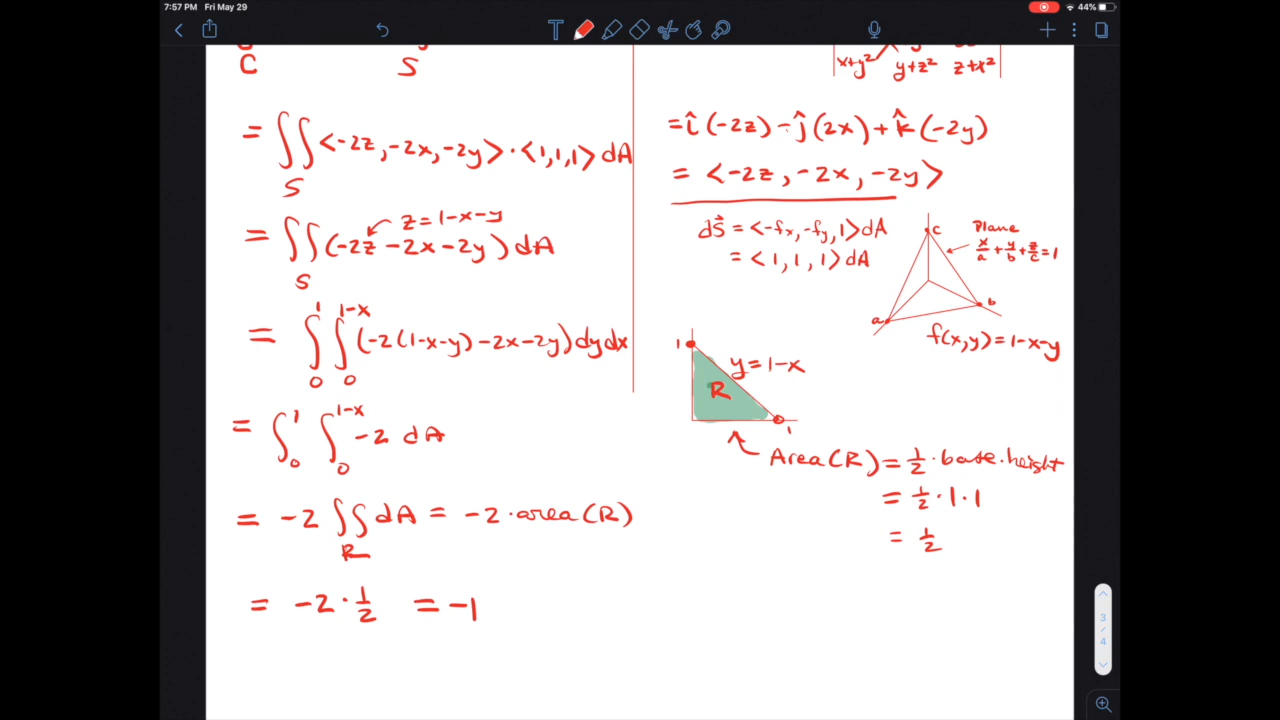 7:57 PM Fri May 29
44%
C
S
= ∬ <-2z, -2x, -2y> · <1, 1, 1> dA
S
z = 1-x-y
= ∬ (-2z -2x -2y) dA
S
1 1-x
= ∫ ∫ (-2(1-x-y) -2x -2y) dy dx
0 0
1 1-x
= ∫ ∫ -2 dA
0 0
= -2 ∬ dA = -2 · area(R)
R
= -2 · 1/2 = -1
x+y² y+z² z+x²
= î(-2z) - ĵ(2x) + k̂(-2y)
= <-2z, -2x, -2y>
dS⃗ = <-fx, -fy, 1> dA
= <1, 1, 1> dA
c
Plane
x/a + y/b + z/c = 1
b
a
f(x,y) = 1-x-y
1
y = 1-x
R
1
Area(R) = 1/2 · base · height
= 1/2 · 1 · 1
= 1/2
3
/
4